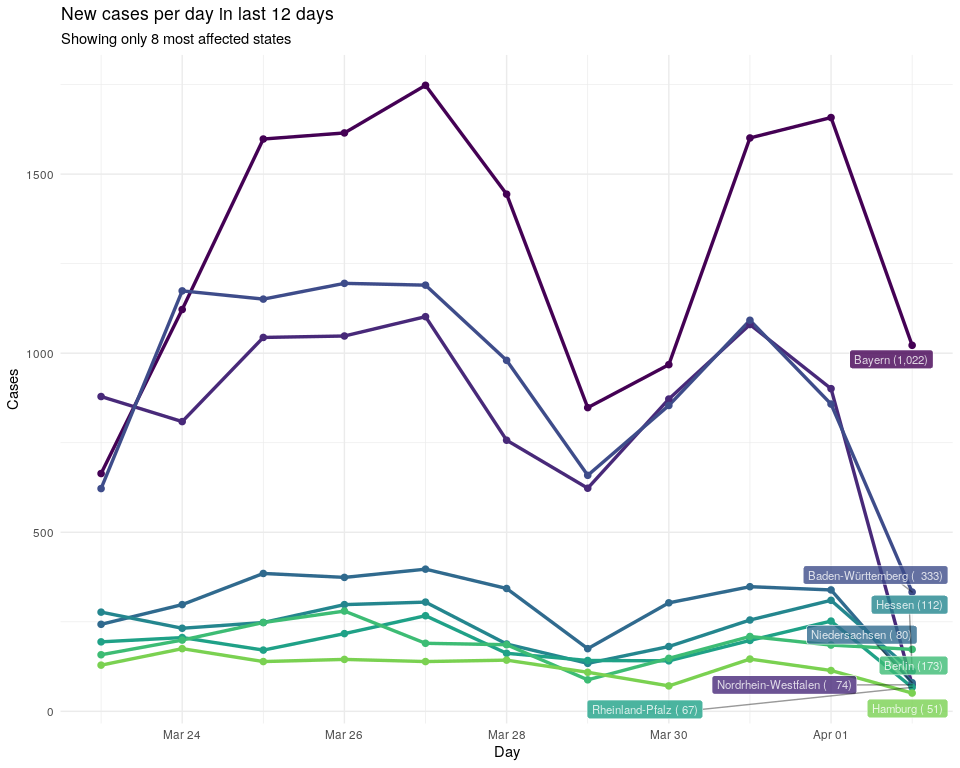 New cases per day in last 12 days
Showing only 8 most affected states
Cases
1500
1000
500
0
Bayern (1,022)
Baden-Württemberg ( 333)
Hessen (112)
Niedersachsen ( 80)
Berlin (173)
Nordrhein-Westfalen ( 74)
Rheinland-Pfalz ( 67)
Hamburg ( 51)
Mar 24 Mar 26 Mar 28 Mar 30 Apr 01
Day